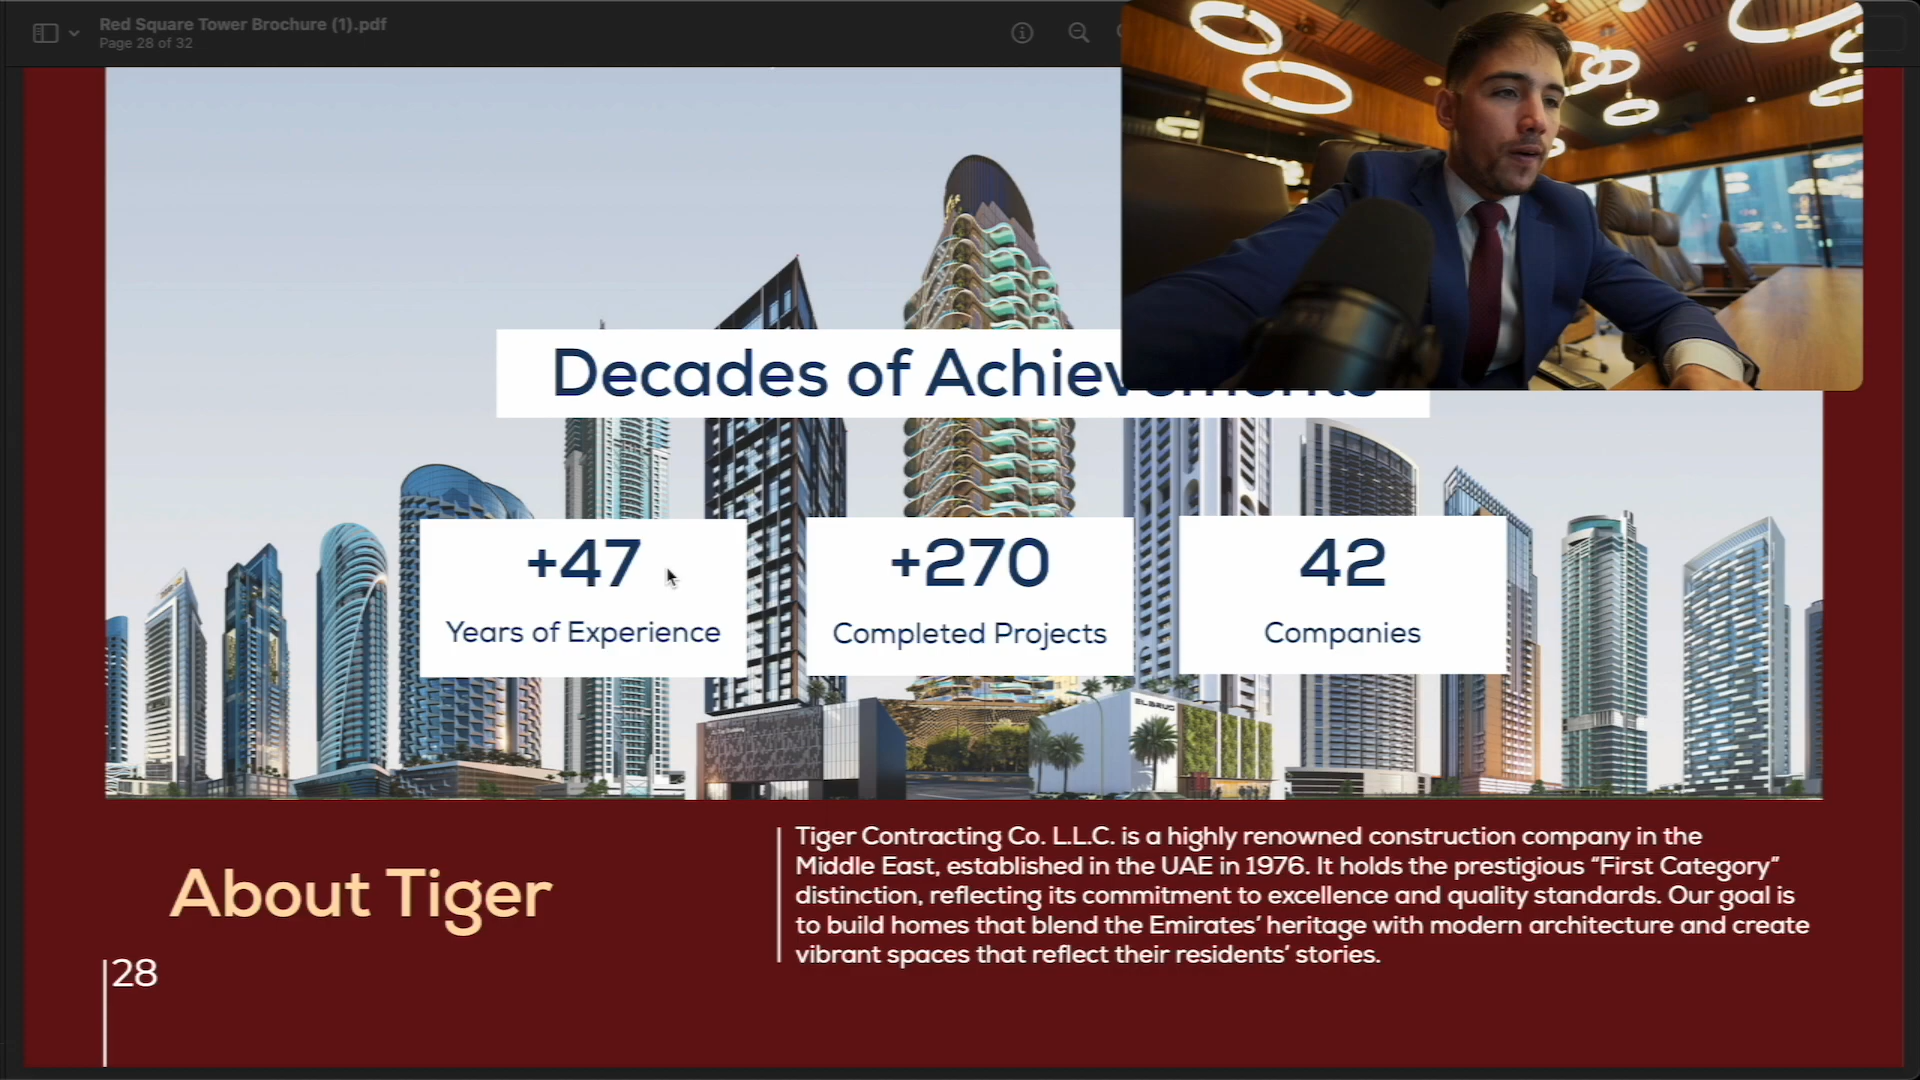 Red Square Tower Brochure (1).pdf
Page 28 of 32
Decades of
+47
Years of Experience
+270
Completed Projects
42
Companies
About Tiger
Tiger Contracting Co. L.L.C. is a highly renowned construction company in the
Middle East, established in the UAE in 1976. It holds the prestigious “First Category”
distinction, reflecting its commitment to excellence and quality standards. Our goal is
to build homes that blend the Emirates’ heritage with modern architecture and create
vibrant spaces that reflect their residents’ stories.
28